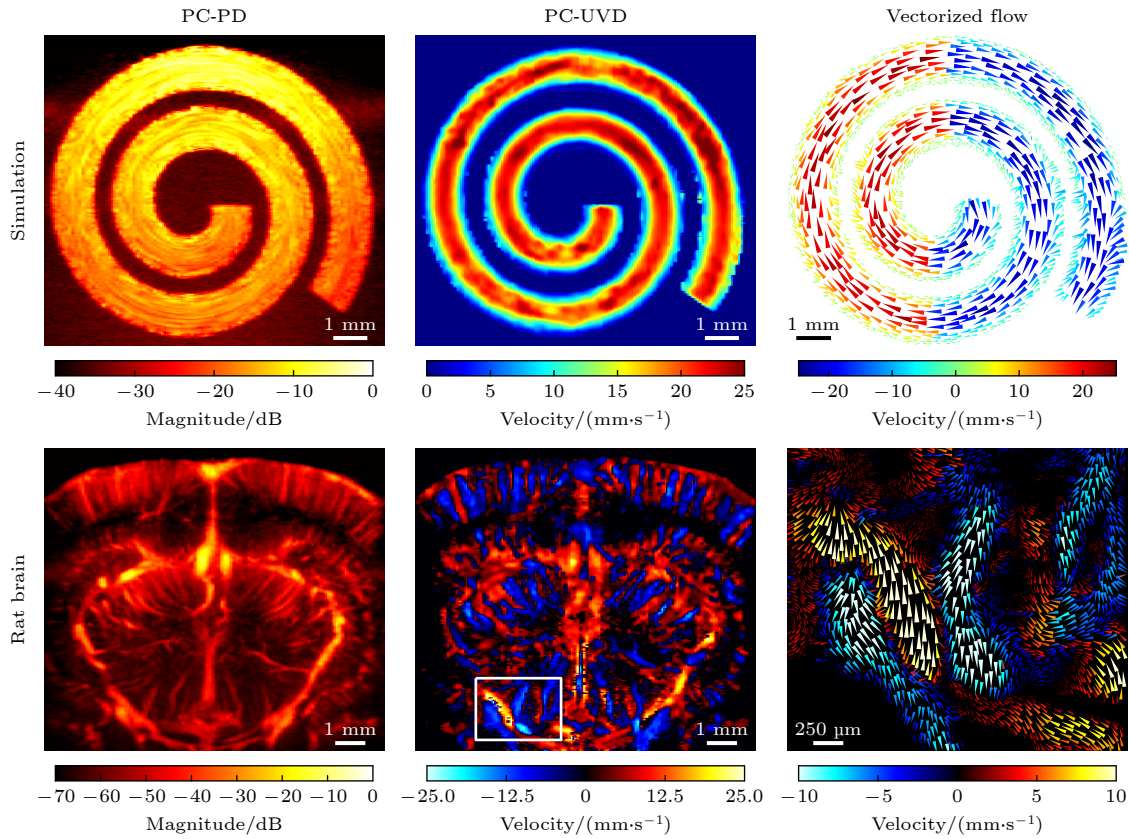 PC-PD
PC-UVD
Vectorized flow
Simulation
1 mm
1 mm
1 mm
−40 −30 −20 −10 0
Magnitude/dB
0 5 10 15 20 25
Velocity/(mm·s⁻¹)
−20 −10 0 10 20
Velocity/(mm·s⁻¹)
Rat brain
1 mm
1 mm
250 µm
−70 −60 −50 −40 −30 −20 −10 0
Magnitude/dB
−25.0 −12.5 0 12.5 25.0
Velocity/(mm·s⁻¹)
−10 −5 0 5 10
Velocity/(mm·s⁻¹)